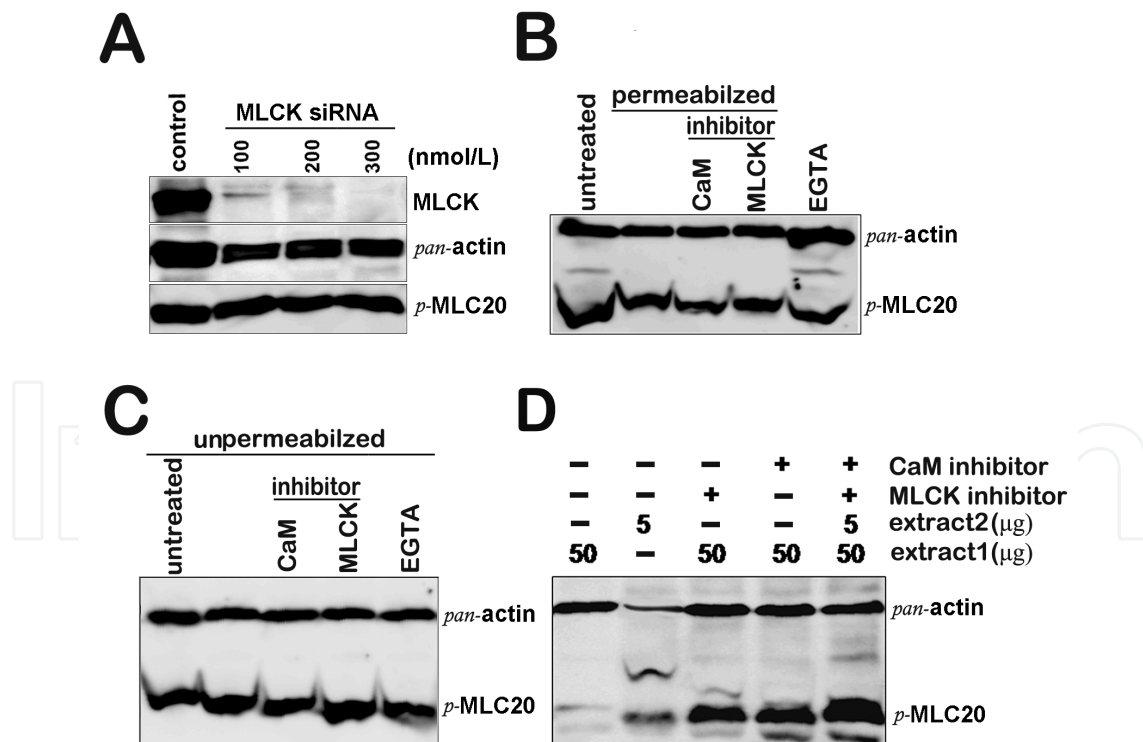 A
control
MLCK siRNA
100 200 300 (nmol/L)
MLCK
pan-actin
p-MLC20
B
untreated
permeabilzed
inhibitor
CaM MLCK
EGTA
pan-actin
p-MLC20
C
unpermeabilzed
untreated
inhibitor
CaM MLCK
EGTA
pan-actin
p-MLC20
D
– – – + + CaM inhibitor
– – + – + MLCK inhibitor
– 5 – – 5 extract2(μg)
50 – 50 50 50 extract1(μg)
pan-actin
p-MLC20